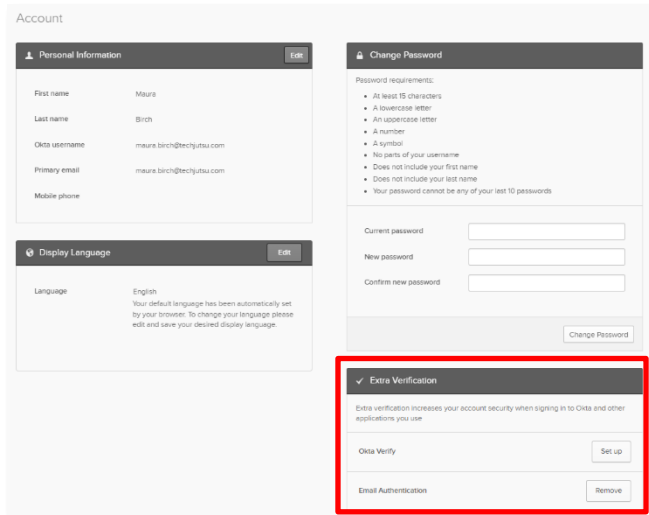 Account
Personal Information
Edit
First name Maura
Last name Birch
Okta username maura.birch@techjutsu.com
Primary email maura.birch@techjutsu.com
Mobile phone
Display Language
Edit
Language English
Your default language has been automatically set
by your browser. To change your language please
edit and save your desired display language.
Change Password
Password requirements:
• At least 15 characters
• A lowercase letter
• An uppercase letter
• A number
• A symbol
• No parts of your username
• Does not include your first name
• Does not include your last name
• Your password cannot be any of your last 10 passwords
Current password
New password
Confirm new password
Change Password
Extra Verification
Extra verification increases your account security when signing in to Okta and other
applications you use
Okta Verify Set up
Email Authentication Remove